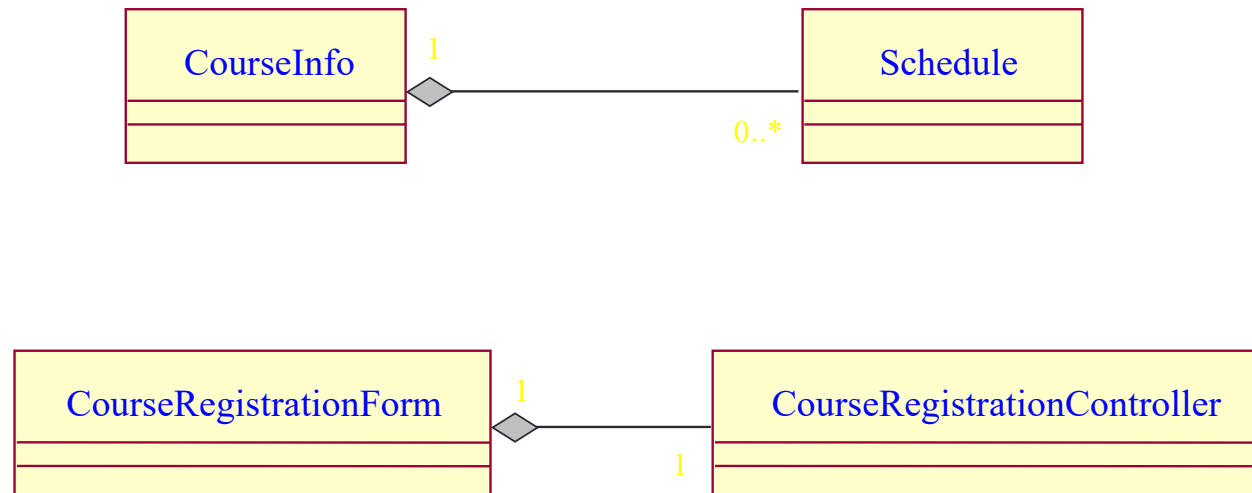 CourseInfo
1
Schedule
0..*
CourseRegistrationForm
1
CourseRegistrationController
1